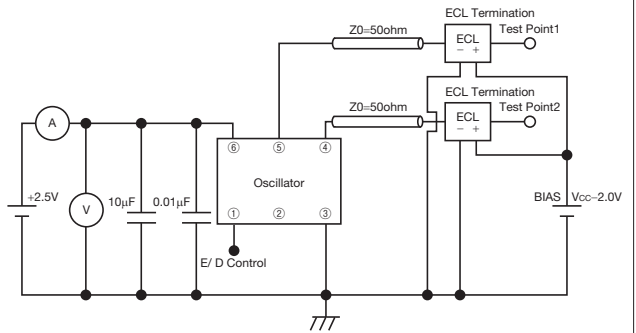 ECL Termination
Test Point1
Z0=50ohm
ECL
− +
ECL Termination
Test Point2
Z0=50ohm
ECL
− +
A
⑥ ⑤ ④
+2.5V
V
10μF
0.01μF
Oscillator
BIAS
Vcc−2.0V
① ② ③
E/ D Control